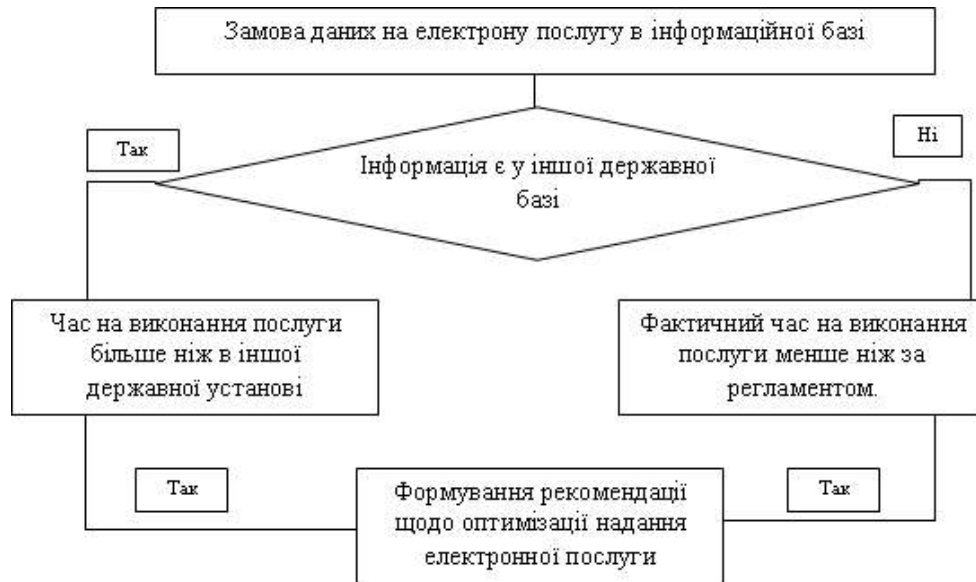 Замова даних на електрону послугу в інформаційної базі
Так
Ні
Інформація є у іншої державної
базі
Час на виконання послуги
більше ніж в іншої
державної установі
Фактичний час на виконання
послуги менше ніж за
регламентом.
Так
Так
Формування рекомендації
щодо оптимізації надання
електронної послуги